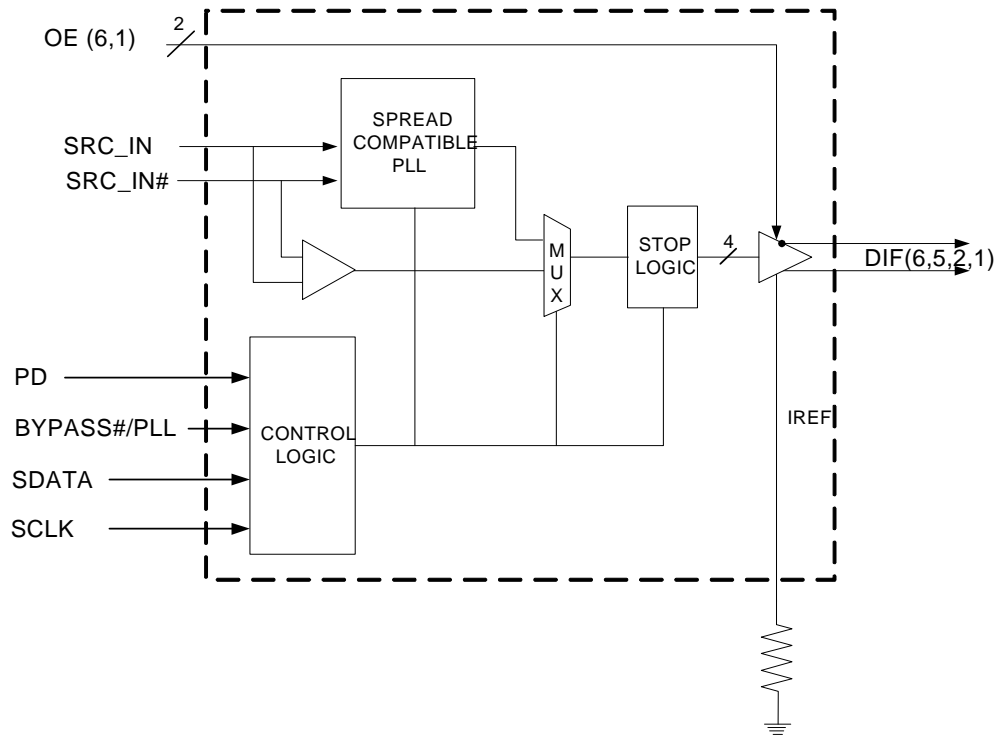 OE (6,1)
2
SPREAD
COMPATIBLE
PLL
SRC_IN
SRC_IN#
M
U
X
STOP
LOGIC
4
DIF(6,5,2,1)
PD
BYPASS#/PLL
SDATA
SCLK
CONTROL
LOGIC
IREF